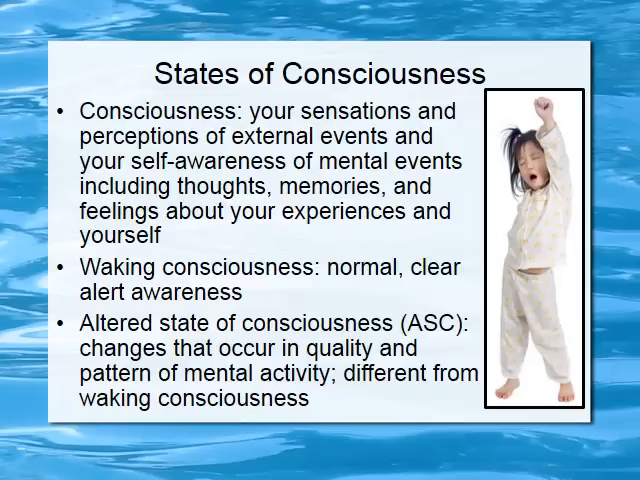 States of Consciousness
• Consciousness: your sensations and
perceptions of external events and
your self-awareness of mental events
including thoughts, memories, and
feelings about your experiences and
yourself
• Waking consciousness: normal, clear
alert awareness
• Altered state of consciousness (ASC):
changes that occur in quality and
pattern of mental activity; different from
waking consciousness